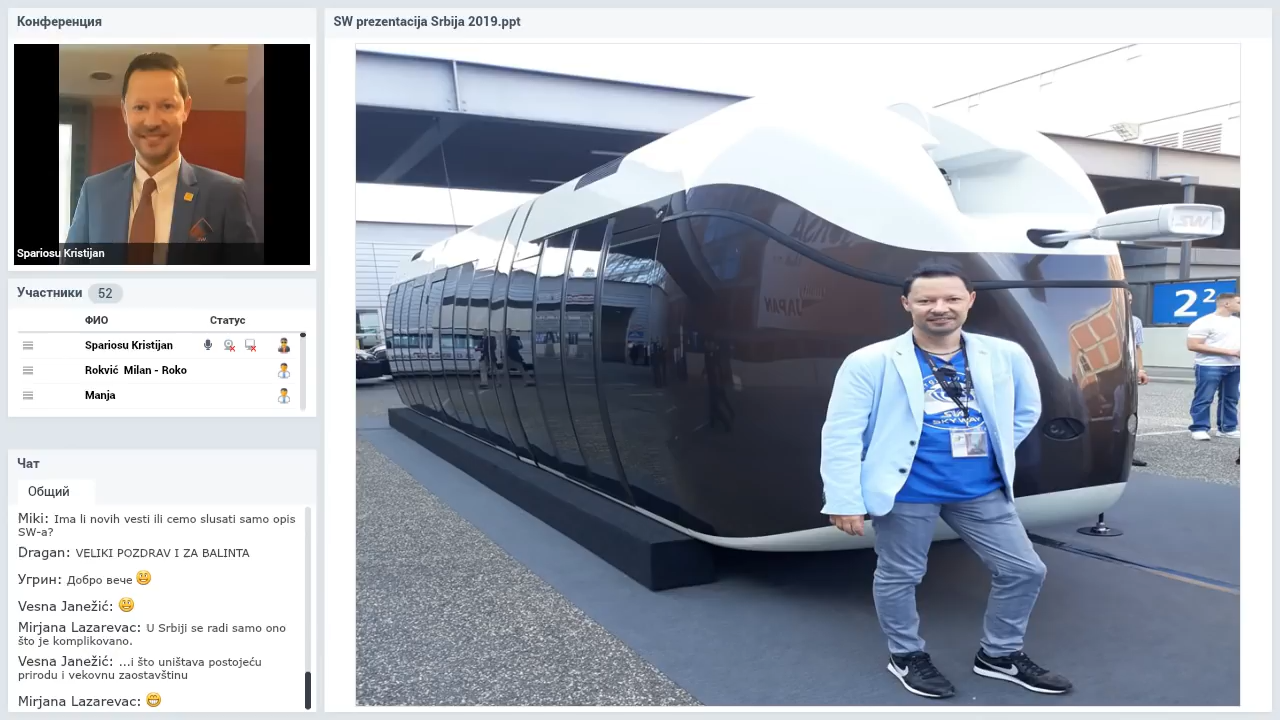 Конференция
Spariosu Kristijan
Участники 52
ФИО Статус
Spariosu Kristijan
Rokvić Milan - Roko
Manja
Чат
Общий
Miki: Ima li novih vesti ili cemo slusati samo opis
SW-a?
Dragan: VELIKI POZDRAV I ZA BALINTA
Угрин: Добро вече
Vesna Janežić:
Mirjana Lazarevac: U Srbiji se radi samo ono
što je komplikovano.
Vesna Janežić: ...i što uništava postojeću
prirodu i vekovnu zaostavštinu
Mirjana Lazarevac:
SW prezentacija Srbija 2019.ppt
SW
2²
JAPAN
SW
SKYWAY